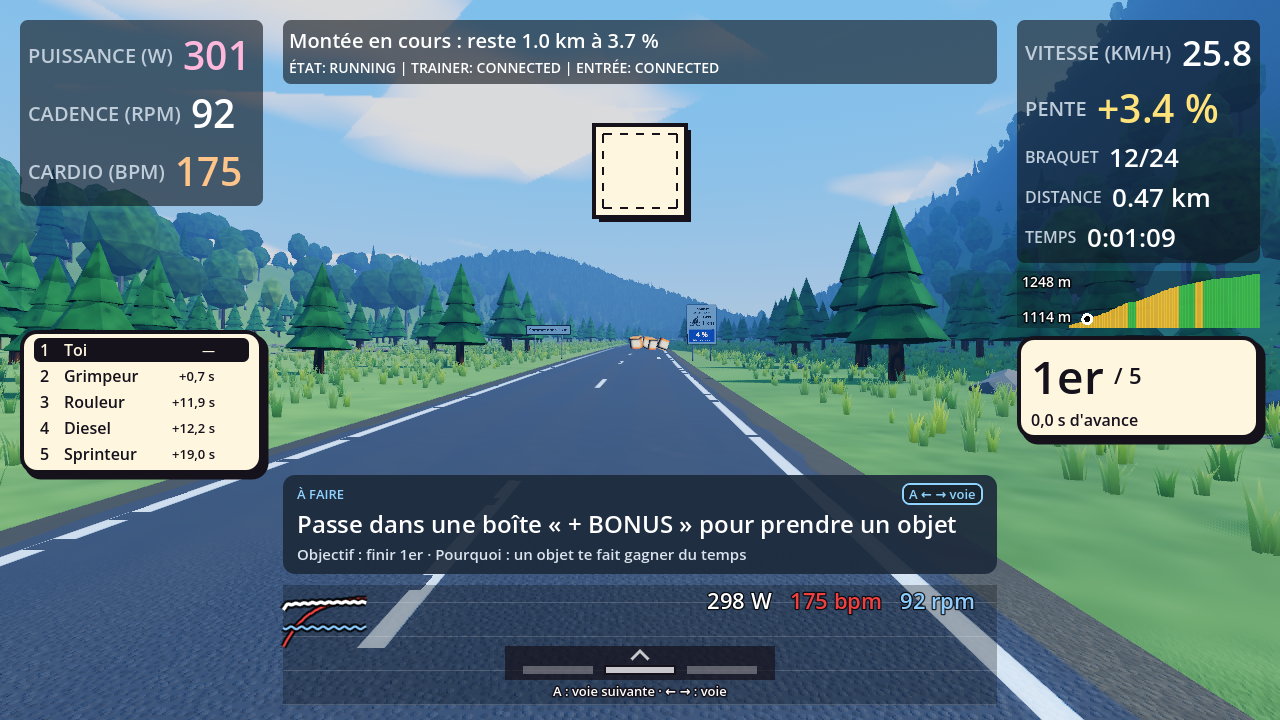 PUISSANCE (W) 301
CADENCE (RPM) 92
CARDIO (BPM) 175
Montée en cours : reste 1.0 km à 3.7 %
ÉTAT: RUNNING | TRAINER: CONNECTED | ENTRÉE: CONNECTED
VITESSE (KM/H) 25.8
PENTE +3.4 %
BRAQUET 12/24
DISTANCE 0.47 km
TEMPS 0:01:09
1248 m
1114 m
4 %
1 Toi —
2 Grimpeur +0,7 s
3 Rouleur +11,9 s
4 Diesel +12,2 s
5 Sprinteur +19,0 s
1er / 5
0,0 s d'avance
À FAIRE
A ← → voie
Passe dans une boîte « + BONUS » pour prendre un objet
Objectif : finir 1er · Pourquoi : un objet te fait gagner du temps
298 W 175 bpm 92 rpm
A : voie suivante · ← → : voie